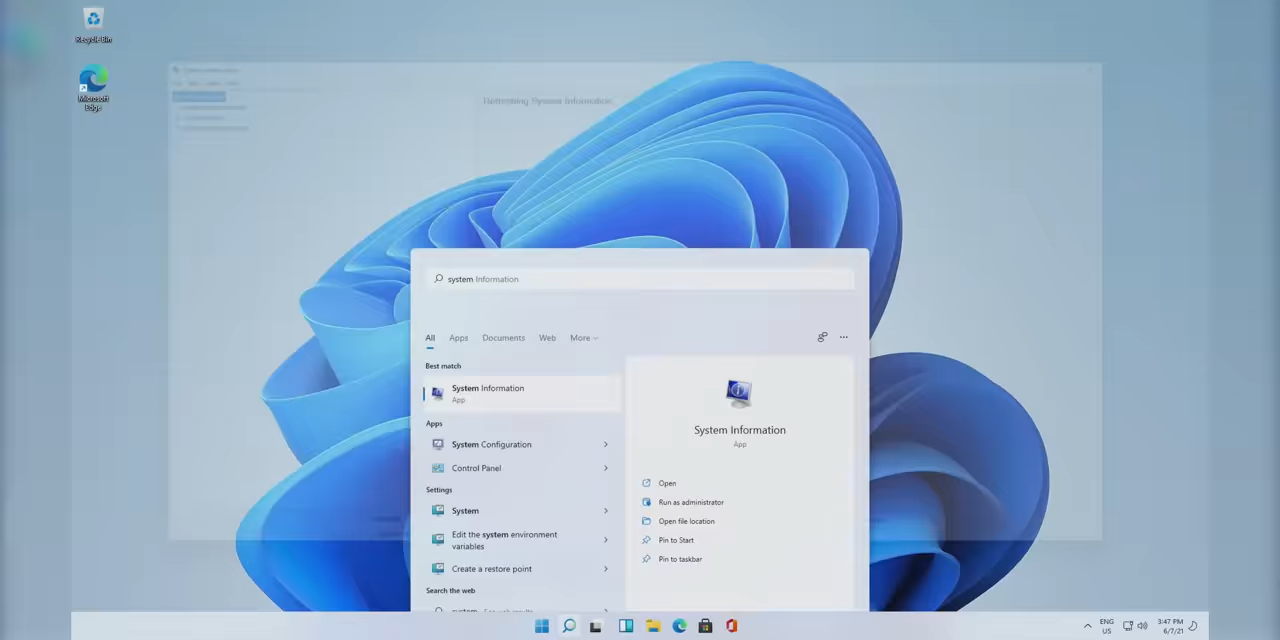 Recycle Bin
Microsoft
Edge
Refreshing System Information
system Information
All Apps Documents Web More
Best match
System Information
App
Apps
System Configuration
Control Panel
Settings
System
Edit the system environment
variables
Create a restore point
Search the web
System Information
App
Open
Run as administrator
Open file location
Pin to Start
Pin to taskbar
ENG
US
3:47 PM
6/7/21